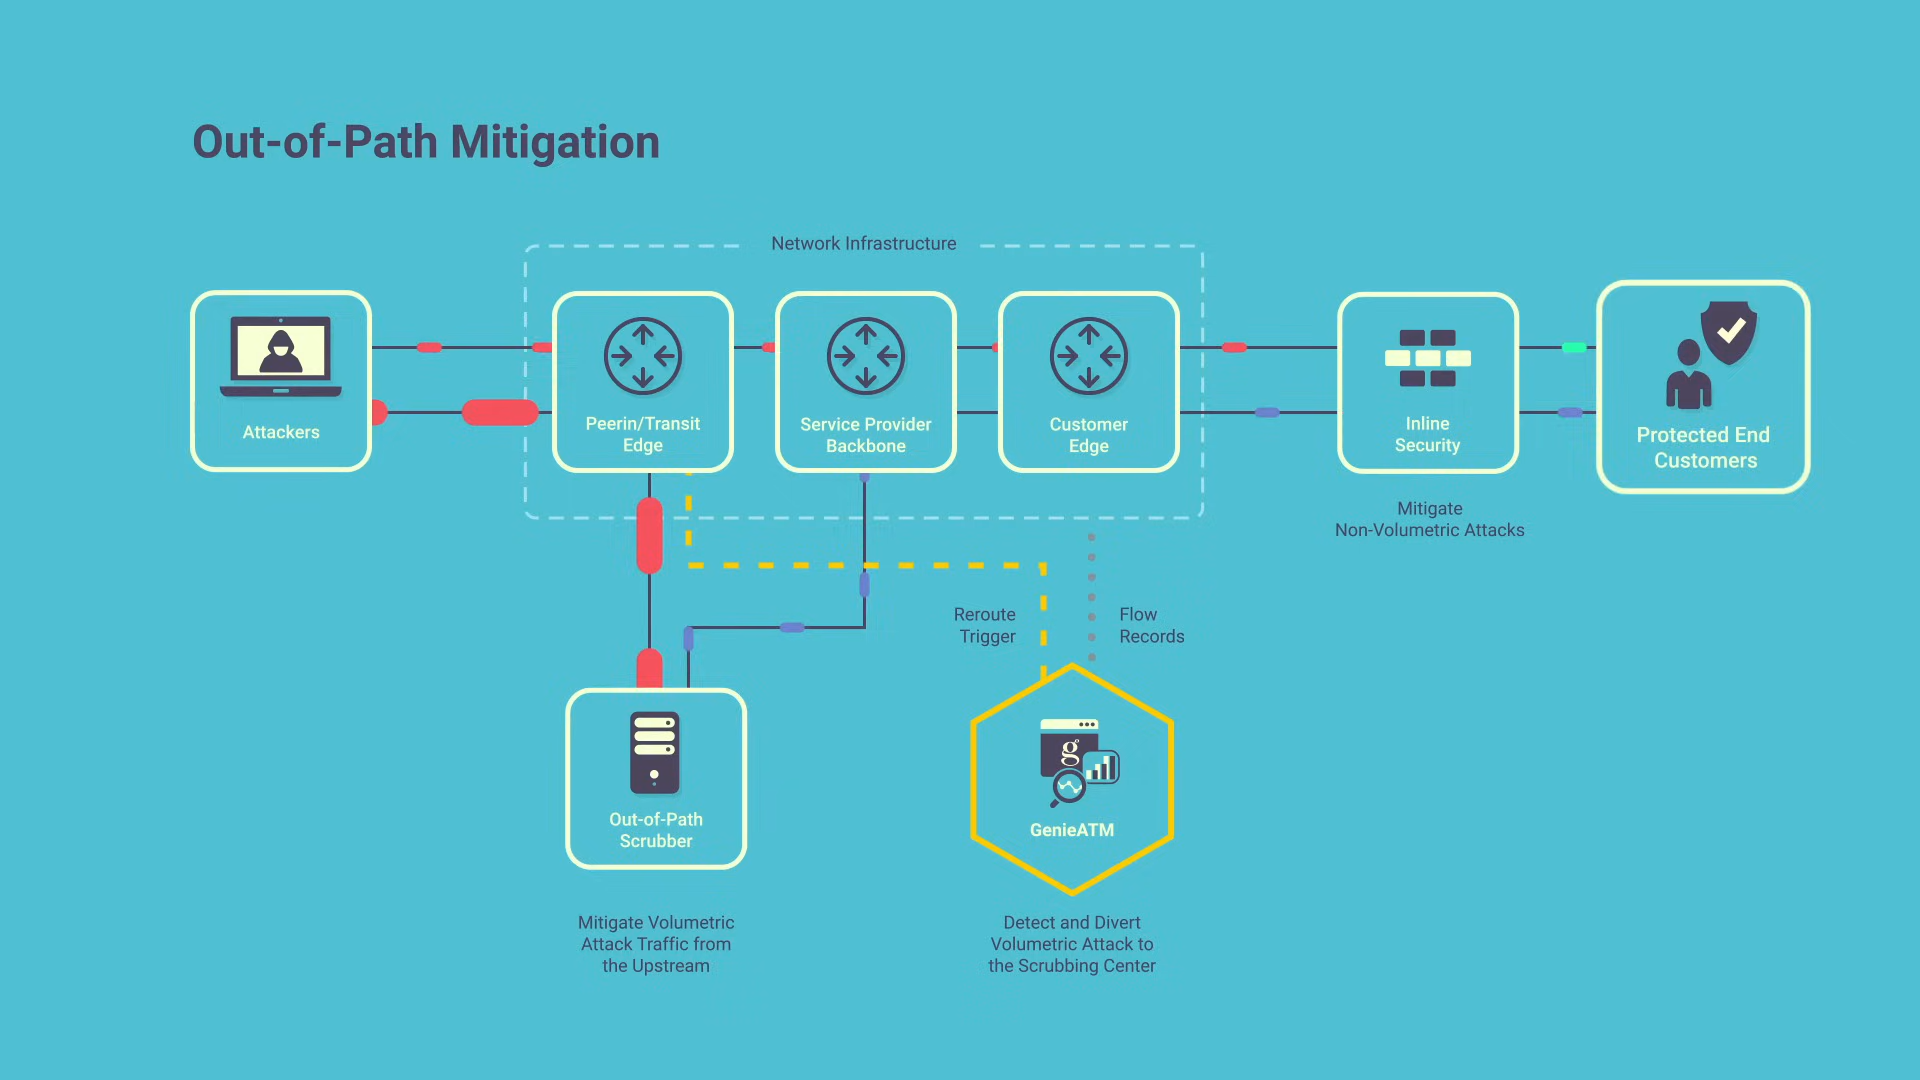 Out-of-Path Mitigation
Network Infrastructure
Attackers
Peerin/Transit
Edge
Service Provider
Backbone
Customer
Edge
Inline
Security
Protected End
Customers
Mitigate
Non-Volumetric Attacks
Reroute
Trigger
Flow
Records
Out-of-Path
Scrubber
g
GenieATM
Mitigate Volumetric
Attack Traffic from
the Upstream
Detect and Divert
Volumetric Attack to
the Scrubbing Center